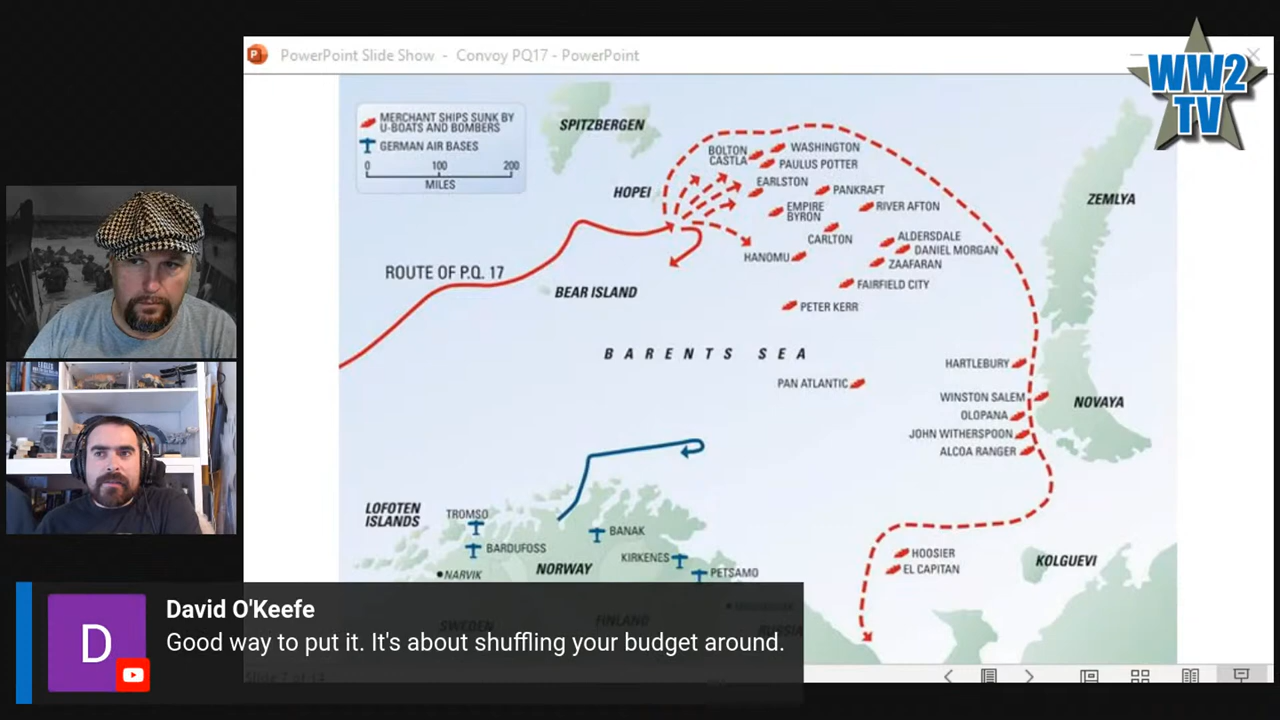 PowerPoint Slide Show - Convoy PQ17 - PowerPoint
WW2
TV
MERCHANT SHIPS SUNK BY
U-BOATS AND BOMBERS
GERMAN AIR BASES
0 100 200
MILES
SPITZBERGEN
HOPEI
BOLTON
CASTLA
WASHINGTON
PAULUS POTTER
EARLSTON
PANKRAFT
EMPIRE
BYRON
RIVER AFTON
CARLTON
ALDERSDALE
DANIEL MORGAN
ZAAFARAN
HANOMU
FAIRFIELD CITY
PETER KERR
ZEMLYA
ROUTE OF P.Q. 17
BEAR ISLAND
BARENTS SEA
HARTLEBURY
PAN ATLANTIC
WINSTON SALEM
NOVAYA
OLOPANA
JOHN WITHERSPOON
ALCOA RANGER
LOFOTEN
ISLANDS
TROMSO
BANAK
BARDUFOSS
KIRKENES
PETSAMO
NARVIK
NORWAY
HOOSIER
EL CAPITAN
KOLGUEVI
SWEDEN
FINLAND
RUSSIA
D
David O'Keefe
Good way to put it. It's about shuffling your budget around.